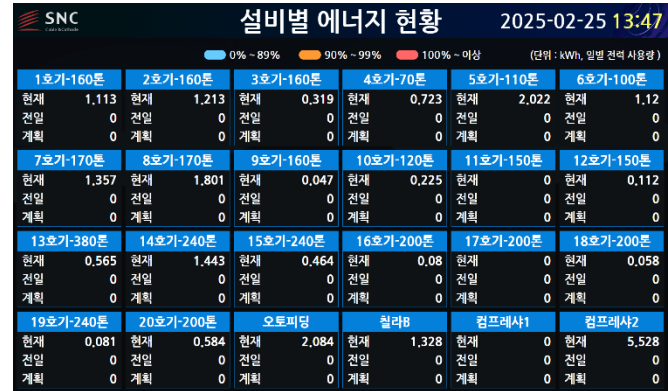 SNC 설비별 에너지 현황 2025-02-25 13:47
0% ~ 89% 90% ~ 99% 100% ~ 이상 (단위 : kWh, 일별 전력 사용량)
1호기-160톤 2호기-160톤 3호기-160톤 4호기-70톤 5호기-110톤 6호기-100톤
현재 1,113 현재 1,213 현재 0,319 현재 0,723 현재 2,022 현재 1,12
전일 0 전일 0 전일 0 전일 0 전일 0 전일 0
계획 0 계획 0 계획 0 계획 0 계획 0 계획 0
7호기-170톤 8호기-170톤 9호기-160톤 10호기-120톤 11호기-150톤 12호기-150톤
현재 1,357 현재 1,801 현재 0,047 현재 0,225 현재 0 현재 0,112
전일 0 전일 0 전일 0 전일 0 전일 0 전일 0
계획 0 계획 0 계획 0 계획 0 계획 0 계획 0
13호기-380톤 14호기-240톤 15호기-240톤 16호기-200톤 17호기-200톤 18호기-200톤
현재 0,565 현재 1,443 현재 0,464 현재 0,08 현재 0 현재 0,058
전일 0 전일 0 전일 0 전일 0 전일 0 전일 0
계획 0 계획 0 계획 0 계획 0 계획 0 계획 0
19호기-240톤 20호기-200톤 오토피딩 칠라B 컴프레샤1 컴프레샤2
현재 0,081 현재 0,584 현재 2,084 현재 1,328 현재 0 현재 5,528
전일 0 전일 0 전일 0 전일 0 전일 0 전일 0
계획 0 계획 0 계획 0 계획 0 계획 0 계획 0